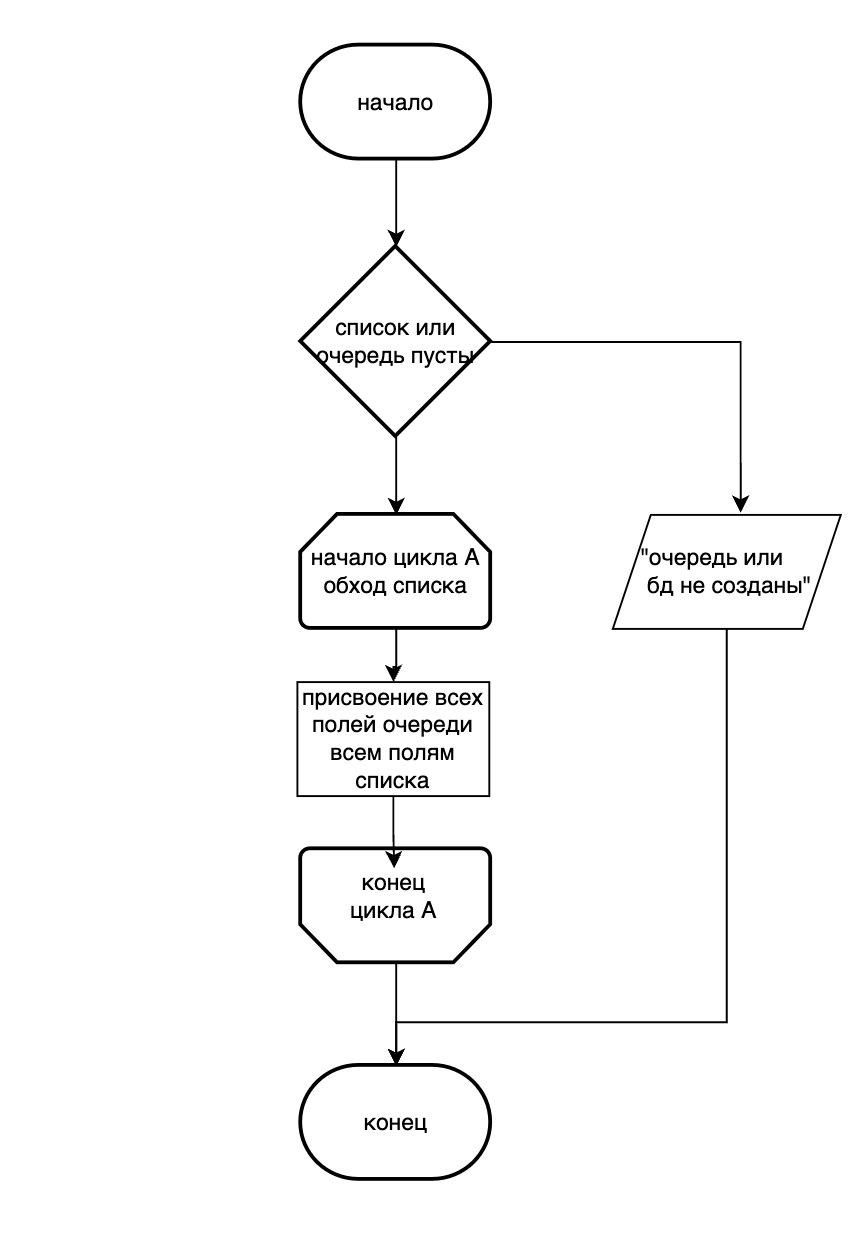 начало
список или
очередь пусты
начало цикла А
обход списка
"очередь или
бд не созданы"
присвоение всех
полей очереди
всем полям
списка
конец
цикла А
конец